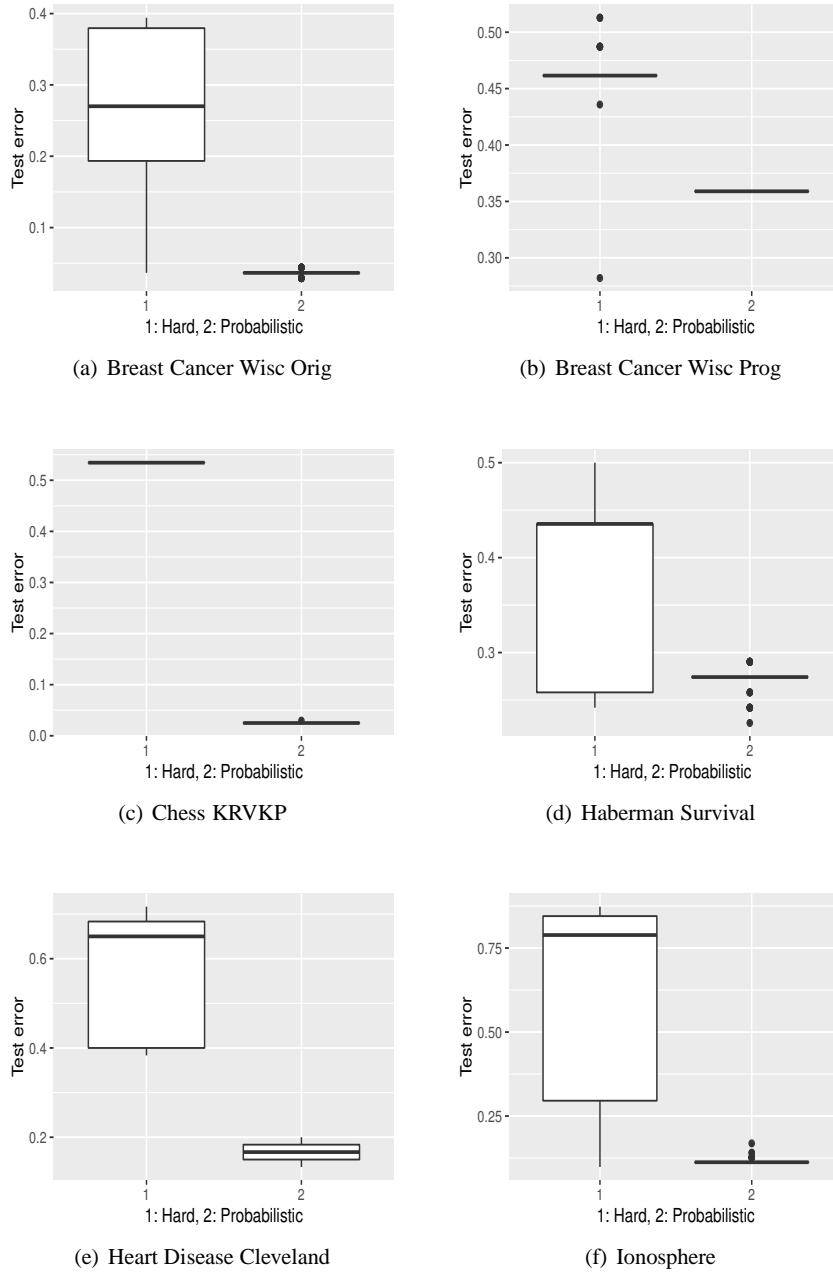 0.4
0.3
0.2
0.1
Test error
1 2
1: Hard, 2: Probabilistic
(a) Breast Cancer Wisc Orig
0.50
0.45
0.40
0.35
0.30
Test error
1 2
1: Hard, 2: Probabilistic
(b) Breast Cancer Wisc Prog
0.5
0.4
0.3
0.2
0.1
0.0
Test error
1 2
1: Hard, 2: Probabilistic
(c) Chess KRVKP
0.5
0.4
0.3
Test error
1 2
1: Hard, 2: Probabilistic
(d) Haberman Survival
0.6
0.4
0.2
Test error
1 2
1: Hard, 2: Probabilistic
(e) Heart Disease Cleveland
0.75
0.50
0.25
Test error
1 2
1: Hard, 2: Probabilistic
(f) Ionosphere